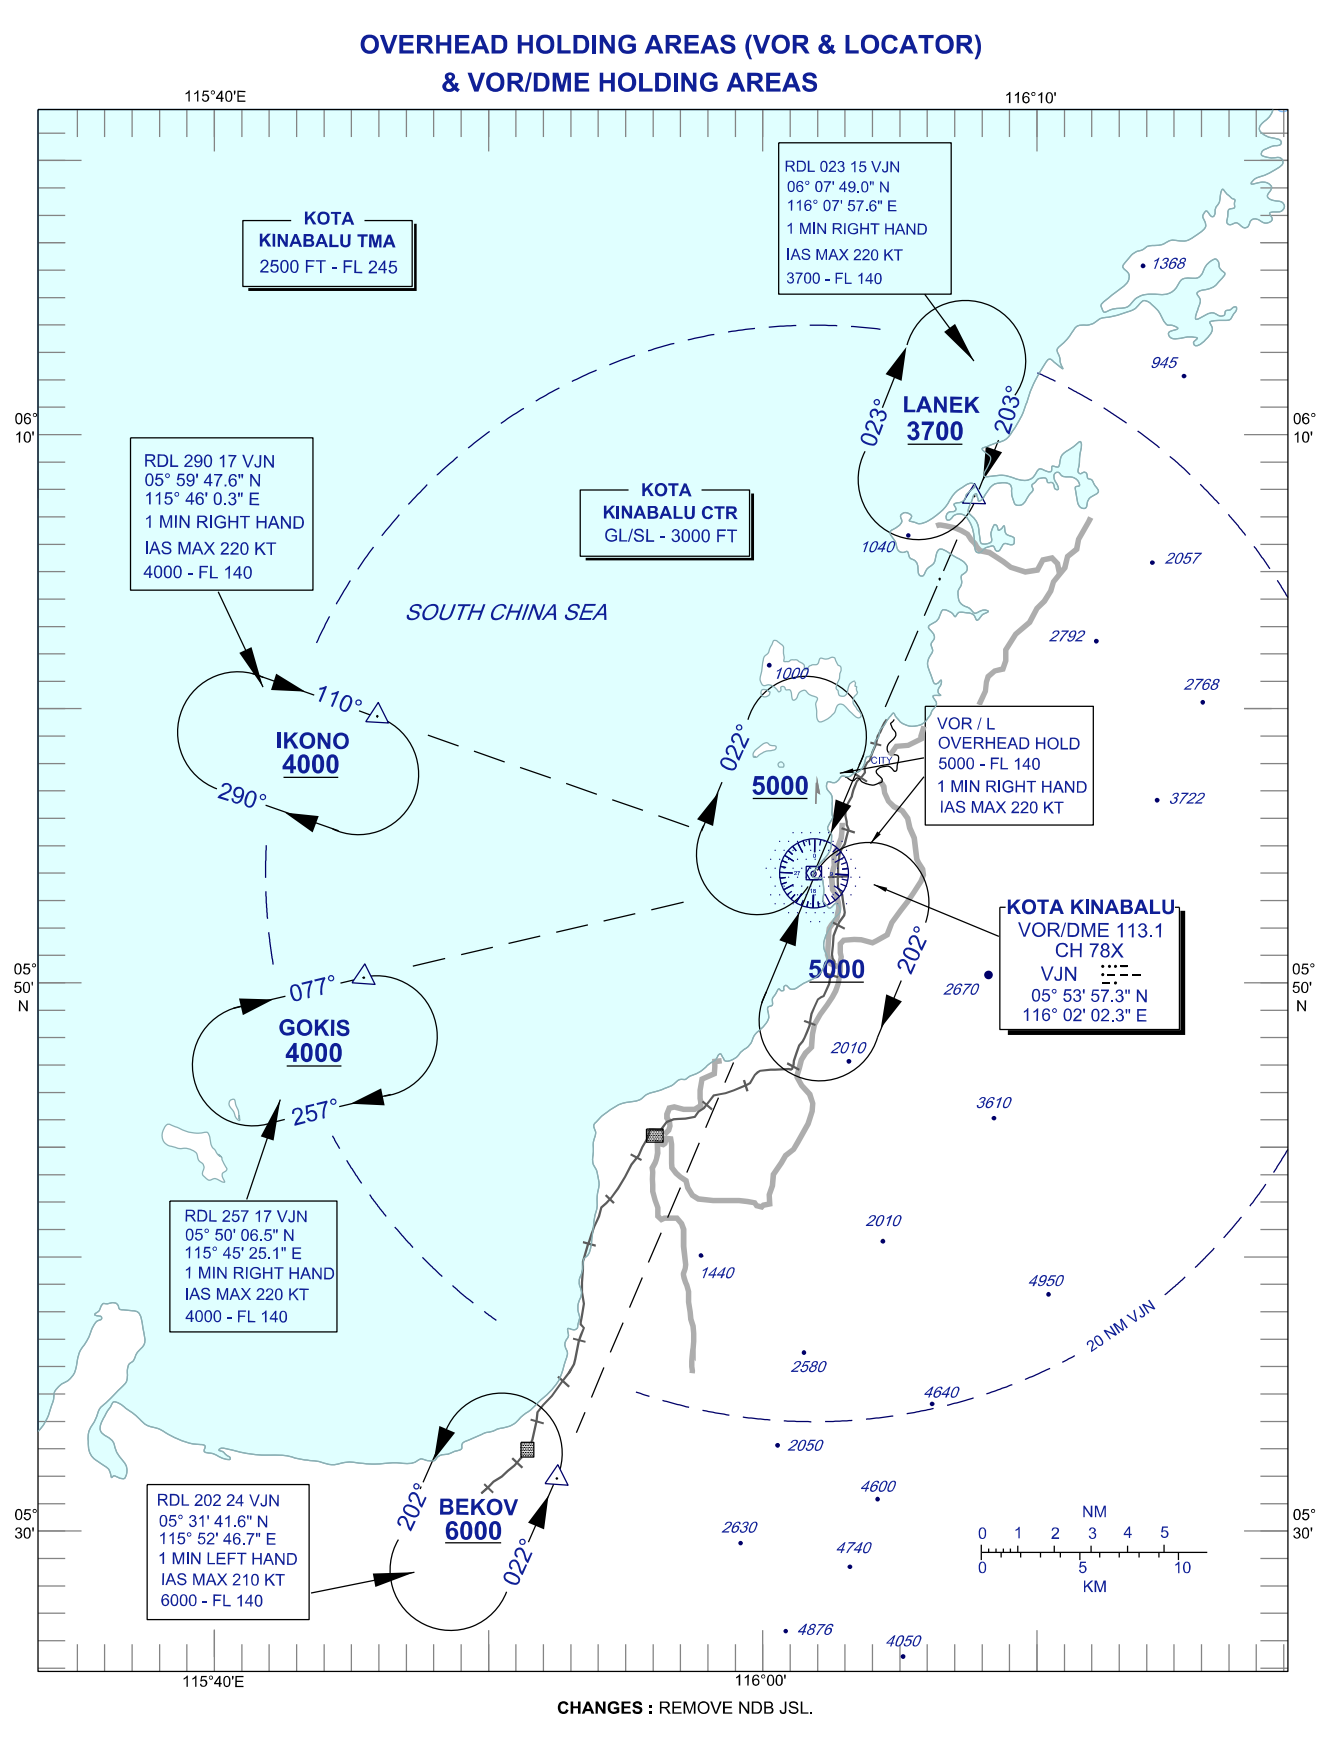 OVERHEAD HOLDING AREAS (VOR & LOCATOR)
& VOR/DME HOLDING AREAS
115°40'E
116°10'
RDL 023 15 VJN
06° 07' 49.0" N
116° 07' 57.6" E
1 MIN RIGHT HAND
IAS MAX 220 KT
3700 - FL 140
KOTA
KINABALU TMA
2500 FT - FL 245
1368
945
LANEK
3700
023°
203°
06°
10'
06°
10'
RDL 290 17 VJN
05° 59' 47.6" N
115° 46' 0.3" E
1 MIN RIGHT HAND
IAS MAX 220 KT
4000 - FL 140
KOTA
KINABALU CTR
GL/SL - 3000 FT
1040
2057
SOUTH CHINA SEA
2792
1000
2768
110°
IKONO
4000
290°
022°
5000
CITY
VOR / L
OVERHEAD HOLD
5000 - FL 140
1 MIN RIGHT HAND
IAS MAX 220 KT
3722
0
9
18
27
KOTA KINABALU
VOR/DME 113.1
CH 78X
VJN
05° 53' 57.3" N
116° 02' 02.3" E
202°
5000
2670
05°
50'
N
05°
50'
N
077°
GOKIS
4000
257°
2010
3610
RDL 257 17 VJN
05° 50' 06.5" N
115° 45' 25.1" E
1 MIN RIGHT HAND
IAS MAX 220 KT
4000 - FL 140
2010
1440
4950
20 NM VJN
2580
4640
2050
RDL 202 24 VJN
05° 31' 41.6" N
115° 52' 46.7" E
1 MIN LEFT HAND
IAS MAX 210 KT
6000 - FL 140
202°
BEKOV
6000
022°
4600
2630
4740
05°
30'
05°
30'
NM
0 1 2 3 4 5
0 5 10
KM
4876
4050
115°40'E
116°00'
CHANGES : REMOVE NDB JSL.